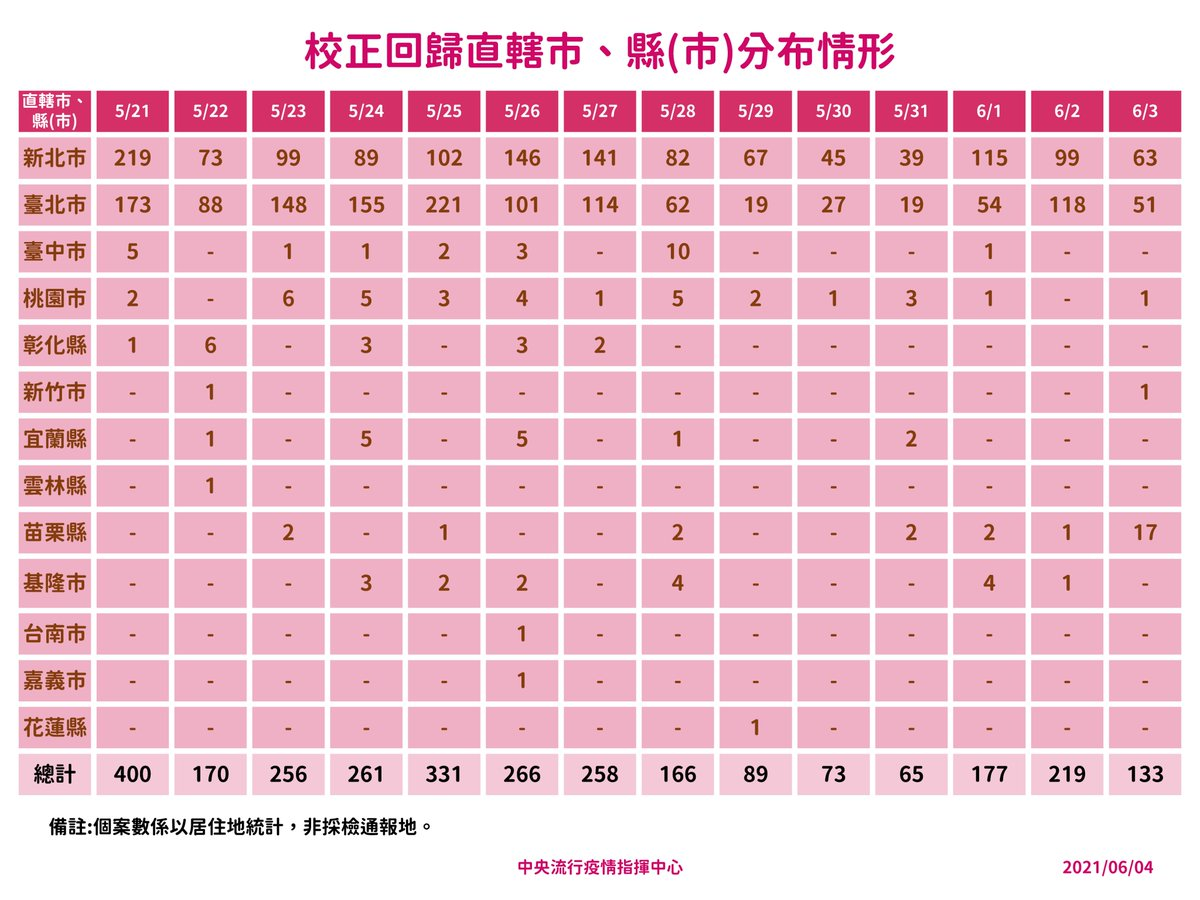 校正回歸直轄市、縣(市)分布情形
直轄市、縣(市) 5/21 5/22 5/23 5/24 5/25 5/26 5/27 5/28 5/29 5/30 5/31 6/1 6/2 6/3
新北市 219 73 99 89 102 146 141 82 67 45 39 115 99 63
臺北市 173 88 148 155 221 101 114 62 19 27 19 54 118 51
臺中市 5 - 1 1 2 3 - 10 - - - 1 - -
桃園市 2 - 6 5 3 4 1 5 2 1 3 1 - 1
彰化縣 1 6 - 3 - 3 2 - - - - - - -
新竹市 - 1 - - - - - - - - - - - 1
宜蘭縣 - 1 - 5 - 5 - 1 - - 2 - - -
雲林縣 - 1 - - - - - - - - - - - -
苗栗縣 - - 2 - 1 - - 2 - - 2 2 1 17
基隆市 - - - 3 2 2 - 4 - - - 4 1 -
台南市 - - - - - 1 - - - - - - - -
嘉義市 - - - - - 1 - - - - - - - -
花蓮縣 - - - - - - - - 1 - - - - -
總計 400 170 256 261 331 266 258 166 89 73 65 177 219 133
備註:個案數係以居住地統計，非採檢通報地。
中央流行疫情指揮中心 2021/06/04